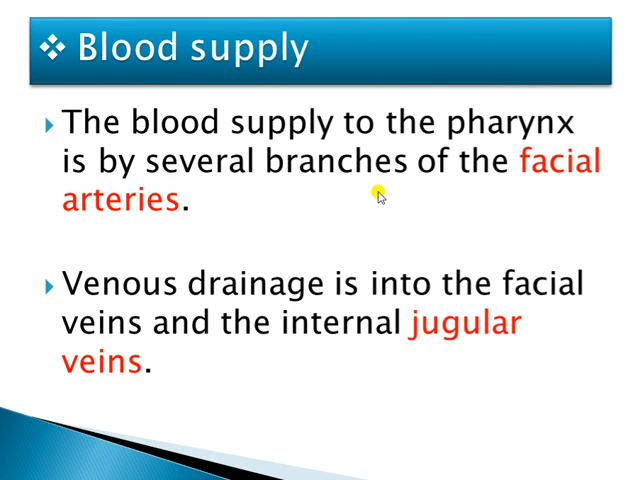 ❖ Blood supply
The blood supply to the pharynx
is by several branches of the facial
arteries.
Venous drainage is into the facial
veins and the internal jugular
veins.